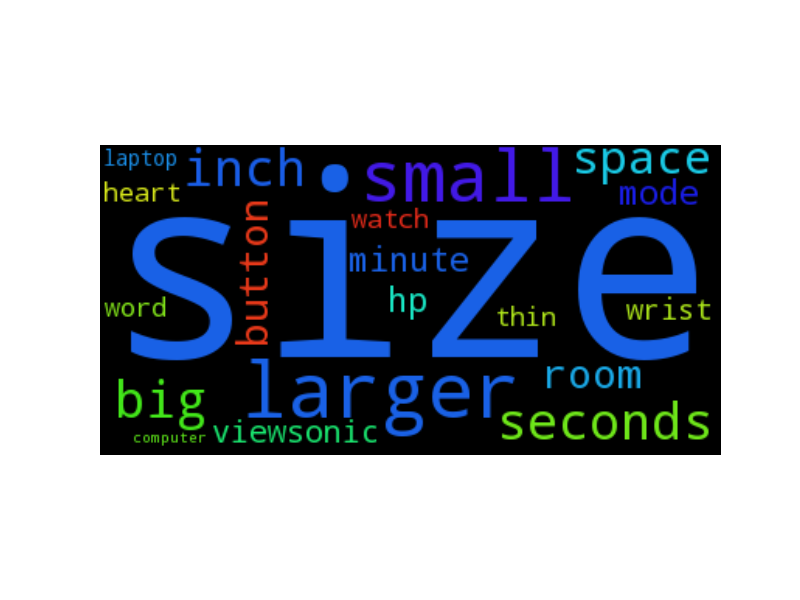 laptop
inch
small
space
heart
mode
button
watch
size
minute
hp
word
thin
wrist
larger
room
big
seconds
viewsonic
computer